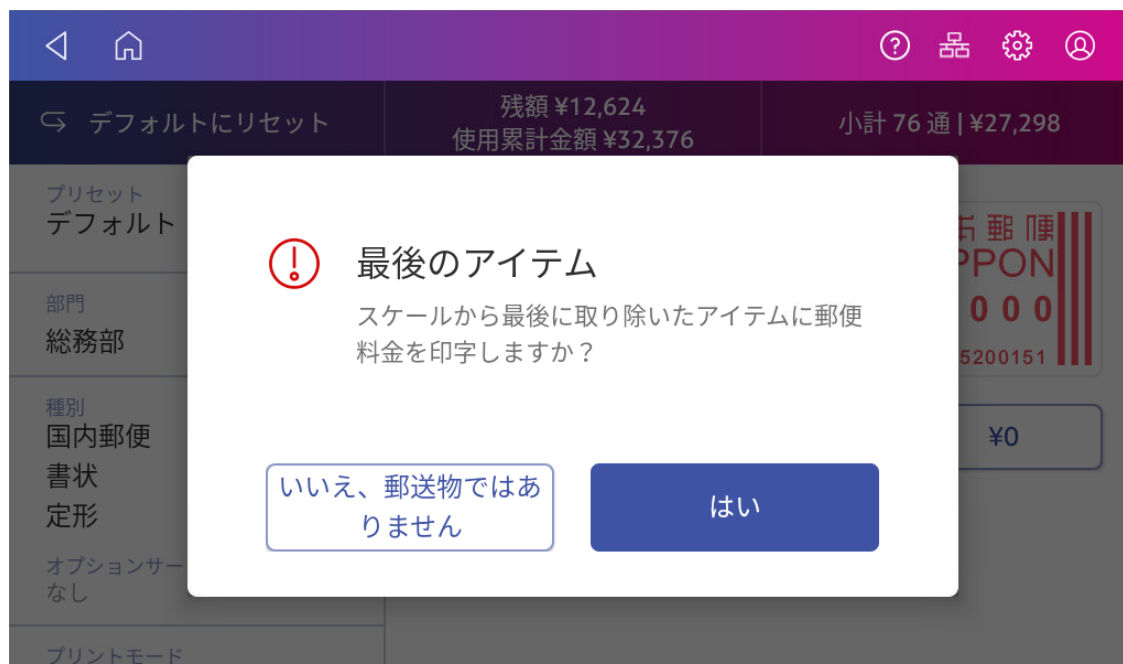 デフォルトにリセット
残額 ¥12,624
使用累計金額 ¥32,376
小計 76 通 | ¥27,298
プリセット
デフォルト
部門
総務部
種別
国内郵便
書状
定形
オプションサー
なし
プリントモード
最後のアイテム
スケールから最後に取り除いたアイテムに郵便
料金を印字しますか？
いいえ、郵送物ではあ
りません
はい
郵便
PPON
000
5200151
¥0